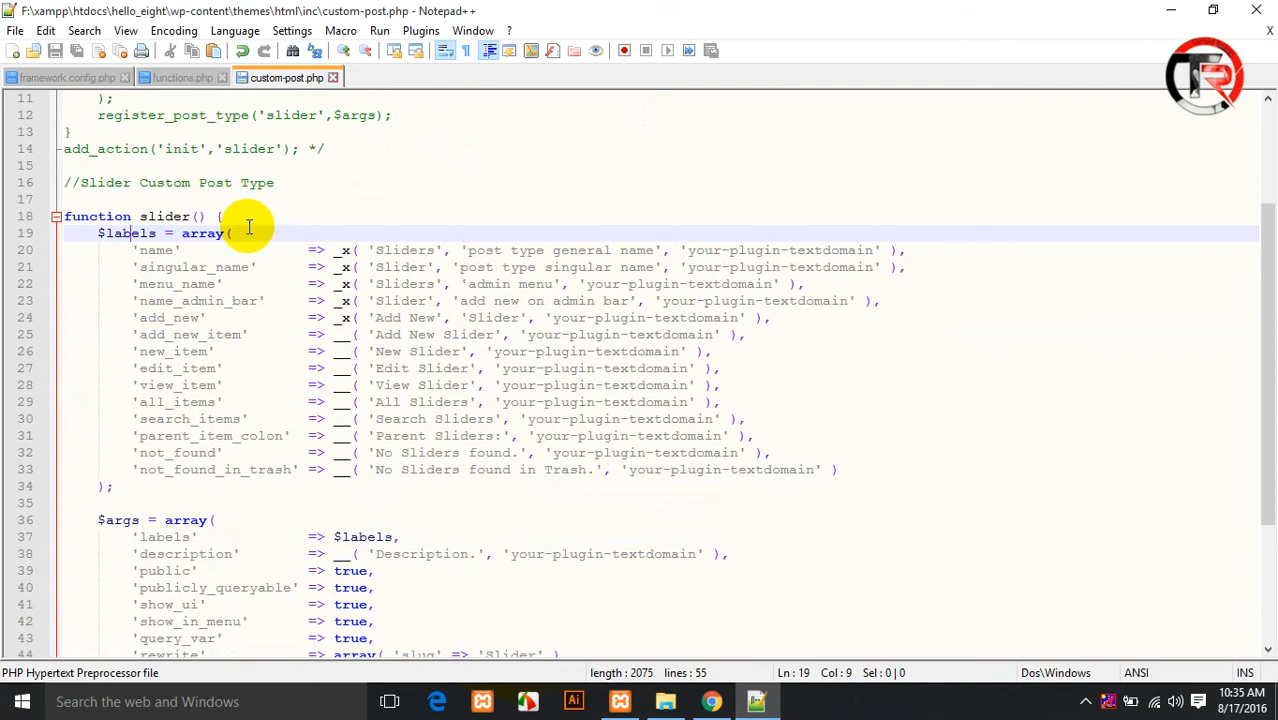 F:\xampp\htdocs\hello_eight\wp-content\themes\html\inc\custom-post.php - Notepad++
File Edit Search View Encoding Language Settings Macro Run Plugins Window ?
X
framework.config.php functions.php custom-post.php
TR
11 );
12 register_post_type('slider',$args);
13 }
14 add_action('init','slider'); */
15
16 //Slider Custom Post Type
17
18 function slider() {
19 $labels = array(
20 'name' => _x( 'Sliders', 'post type general name', 'your-plugin-textdomain' ),
21 'singular_name' => _x( 'Slider', 'post type singular name', 'your-plugin-textdomain' ),
22 'menu_name' => _x( 'Sliders', 'admin menu', 'your-plugin-textdomain' ),
23 'name_admin_bar' => _x( 'Slider', 'add new on admin bar', 'your-plugin-textdomain' ),
24 'add_new' => _x( 'Add New', 'Slider', 'your-plugin-textdomain' ),
25 'add_new_item' => __( 'Add New Slider', 'your-plugin-textdomain' ),
26 'new_item' => __( 'New Slider', 'your-plugin-textdomain' ),
27 'edit_item' => __( 'Edit Slider', 'your-plugin-textdomain' ),
28 'view_item' => __( 'View Slider', 'your-plugin-textdomain' ),
29 'all_items' => __( 'All Sliders', 'your-plugin-textdomain' ),
30 'search_items' => __( 'Search Sliders', 'your-plugin-textdomain' ),
31 'parent_item_colon' => __( 'Parent Sliders:', 'your-plugin-textdomain' ),
32 'not_found' => __( 'No Sliders found.', 'your-plugin-textdomain' ),
33 'not_found_in_trash' => __( 'No Sliders found in Trash.', 'your-plugin-textdomain' )
34 );
35
36 $args = array(
37 'labels' => $labels,
38 'description' => __( 'Description.', 'your-plugin-textdomain' ),
39 'public' => true,
40 'publicly_queryable' => true,
41 'show_ui' => true,
42 'show_in_menu' => true,
43 'query_var' => true,
44 'rewrite' => array( 'slug' => 'Slider' )
PHP Hypertext Preprocessor file length : 2075 lines : 55 Ln : 19 Col : 9 Sel : 0 | 0 Dos\Windows ANSI INS
Search the web and Windows Ai 10:35 AM
8/17/2016